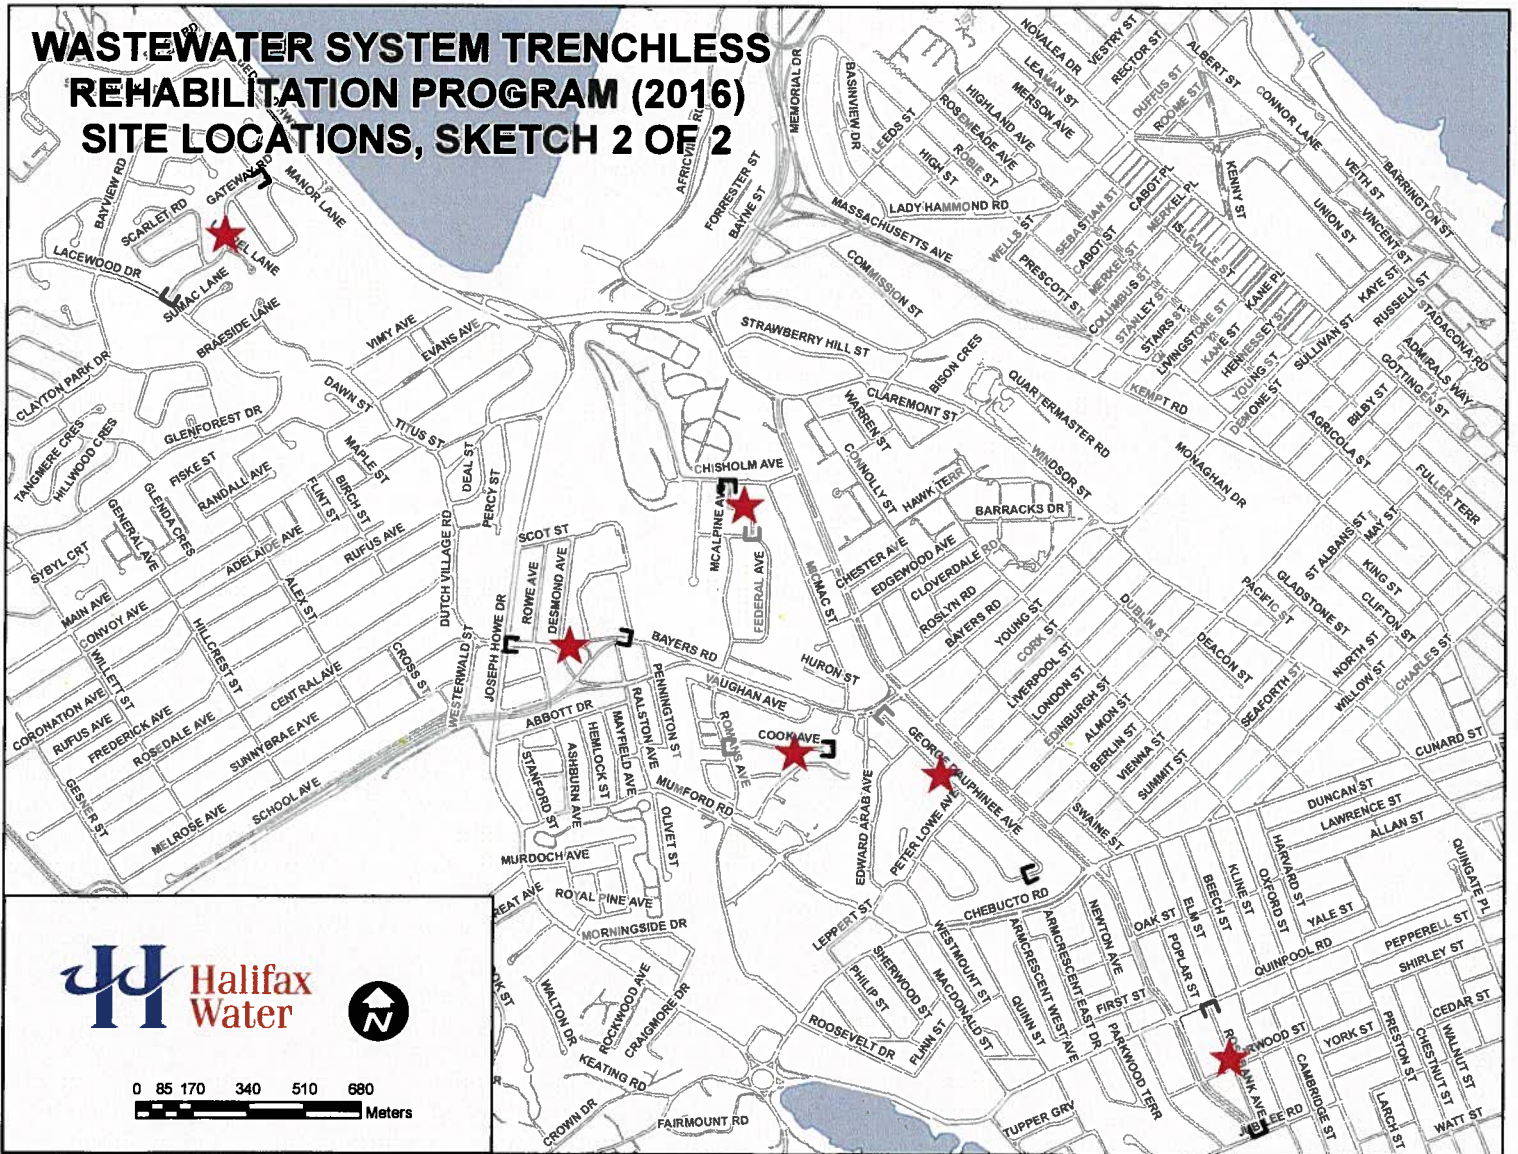 WASTEWATER SYSTEM TRENCHLESS
REHABILITATION PROGRAM (2016)
SITE LOCATIONS, SKETCH 2 OF 2
MEMORIAL DR
BASINVIEW DR
NOVALEA DR
VESTRY ST
RECTOR ST
ALBERT ST
LEAMAN ST
MERSON AVE
HIGHLAND AVE
ROSEMEADE AVE
ROBIE ST
HIGH ST
LEEDS ST
DUFFUS ST
ROOME ST
CONNOR LANE
VEITH ST
BARRINGTON ST
VINCENT ST
KENNY ST
UNION ST
LADY HAMMOND RD
MASSACHUSETTS AVE
FORRESTER ST
BAYNE ST
WELLS ST
SEBASTIAN ST
CABOT PL
MERKEL PL
CABOT ST
MERKEL ST
PRESCOTT ST
COLUMBUS ST
STANLEY ST
STAIRS ST
LIVINGSTONE ST
KANE ST
KANE PL
HENNESSEY ST
YOUNG ST
DEMONE ST
SULLIVAN ST
KAYE ST
RUSSELL ST
STADACONA RD
ADMIRALS WAY
GOTTINGEN ST
BILBY ST
AGRICOLA ST
FULLER TERR
COMMISSION ST
STRAWBERRY HILL ST
BISON CRES
QUARTERMASTER RD
KEMPT RD
MONAGHAN DR
CLAREMONT ST
WARREN ST
CONNOLLY ST
WINDSOR ST
HAWK TERR
BARRACKS DR
BAYVIEW RD
SCARLET RD
GATEWAY RD
MANOR LANE
LACEWOOD DR
SUMAC LANE
BRAESIDE LANE
VIMY AVE
EVANS AVE
CLAYTON PARK DR
DAWN ST
GLENFOREST DR
TITUS ST
TANGMERE CRES
HILLWOOD CRES
FISKE ST
RANDALL AVE
MAPLE ST
BIRCH ST
FLINT ST
GLENDA CRES
GENERAL AVE
SYBYL CRT
ADELAIDE AVE
RUFUS AVE
DEAL ST
PERCY ST
DUTCH VILLAGE RD
MAIN AVE
CONVOY AVE
ALEX ST
HILLCREST ST
WILLETT ST
CROSS ST
CENTRAL AVE
CORONATION AVE
RUFUS AVE
FREDERICK AVE
ROSEDALE AVE
SUNNYBRAE AVE
GESNER ST
MELROSE AVE
SCHOOL AVE
WESTERWALD ST
JOSEPH HOWE DR
SCOT ST
ROWE AVE
DESMOND AVE
CHISHOLM AVE
MCALPINE AVE
FEDERAL AVE
MICMAC ST
CHESTER AVE
EDGEWOOD AVE
CLOVERDALE RD
ROSLYN RD
BAYERS RD
YOUNG ST
CORK ST
LIVERPOOL ST
LONDON ST
EDINBURGH ST
ALMON ST
BERLIN ST
VIENNA ST
SUMMIT ST
DUBLIN ST
DEACON ST
SEAFORTH ST
PACIFIC ST
GLADSTONE ST
ST ALBANS ST
MAY ST
KING ST
CLIFTON ST
NORTH ST
WILLOW ST
CHARLES ST
CUNARD ST
BAYERS RD
HURON ST
VAUGHAN AVE
ROMANS AVE
COOK AVE
ABBOTT DR
PENNINGTON ST
RALSTON AVE
MAYFIELD AVE
HEMLOCK ST
ASHBURN AVE
STANFORD ST
MUMFORD RD
OLIVET ST
MURDOCH AVE
ROYAL PINE AVE
MORNINGSIDE DR
WALTON DR
ROCKWOOD AVE
CRAIGMORE DR
KEATING RD
CROWN DR
FAIRMOUNT RD
GEORGE DAUPHINEE AVE
EDWARD ARAB AVE
PETER LOWE AVE
SWAINE ST
CHEBUCTO RD
LEPPERT ST
SHERWOOD ST
PHILIP ST
WESTMOUNT ST
MACDONALD ST
FLINN ST
ROOSEVELT DR
QUINN ST
ARMCRESCENT WEST AVE
ARMCRESCENT EAST DR
NEWTON AVE
FIRST ST
PARKWOOD TERR
TUPPER GRV
OAK ST
POPLAR ST
ELM ST
BEECH ST
KLINE ST
OXFORD ST
HARVARD ST
DUNCAN ST
LAWRENCE ST
ALLAN ST
YALE ST
QUINPOOL RD
QUINGATE PL
PEPPERELL ST
SHIRLEY ST
CEDAR ST
YORK ST
PRESTON ST
CHESTNUT ST
WALNUT ST
CAMBRIDGE ST
LARCH ST
WATT ST
Halifax
Water
N
0 85 170 340 510 680
Meters